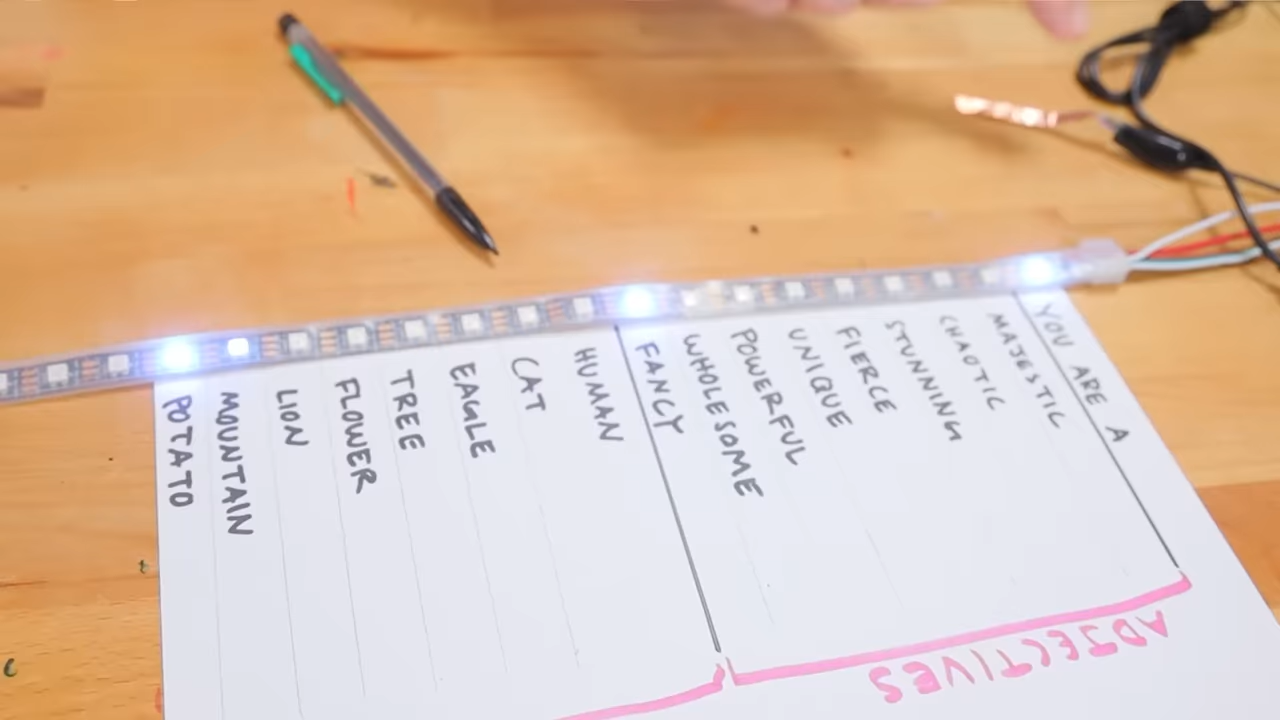 YOU ARE A
MAJESTIC
CHAOTIC
STUNNING
FIERCE
UNIQUE
POWERFUL
WHOLESOME
FANCY
HUMAN
CAT
EAGLE
TREE
FLOWER
LION
MOUNTAIN
POTATO
ADJECTIVES